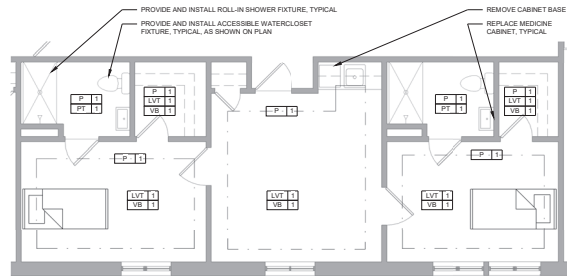 PROVIDE AND INSTALL ROLL-IN SHOWER FIXTURE, TYPICAL
PROVIDE AND INSTALL ACCESSIBLE WATERCLOSET
FIXTURE, TYPICAL, AS SHOWN ON PLAN
REMOVE CABINET BASE
REPLACE MEDICINE
CABINET, TYPICAL
P 1
PT 1
P 1
LVT 1
VB 1
P 1
P 1
PT 1
P 1
LVT 1
VB 1
P 1
P 1
LVT 1
VB 1
LVT 1
VB 1
LVT 1
VB 1